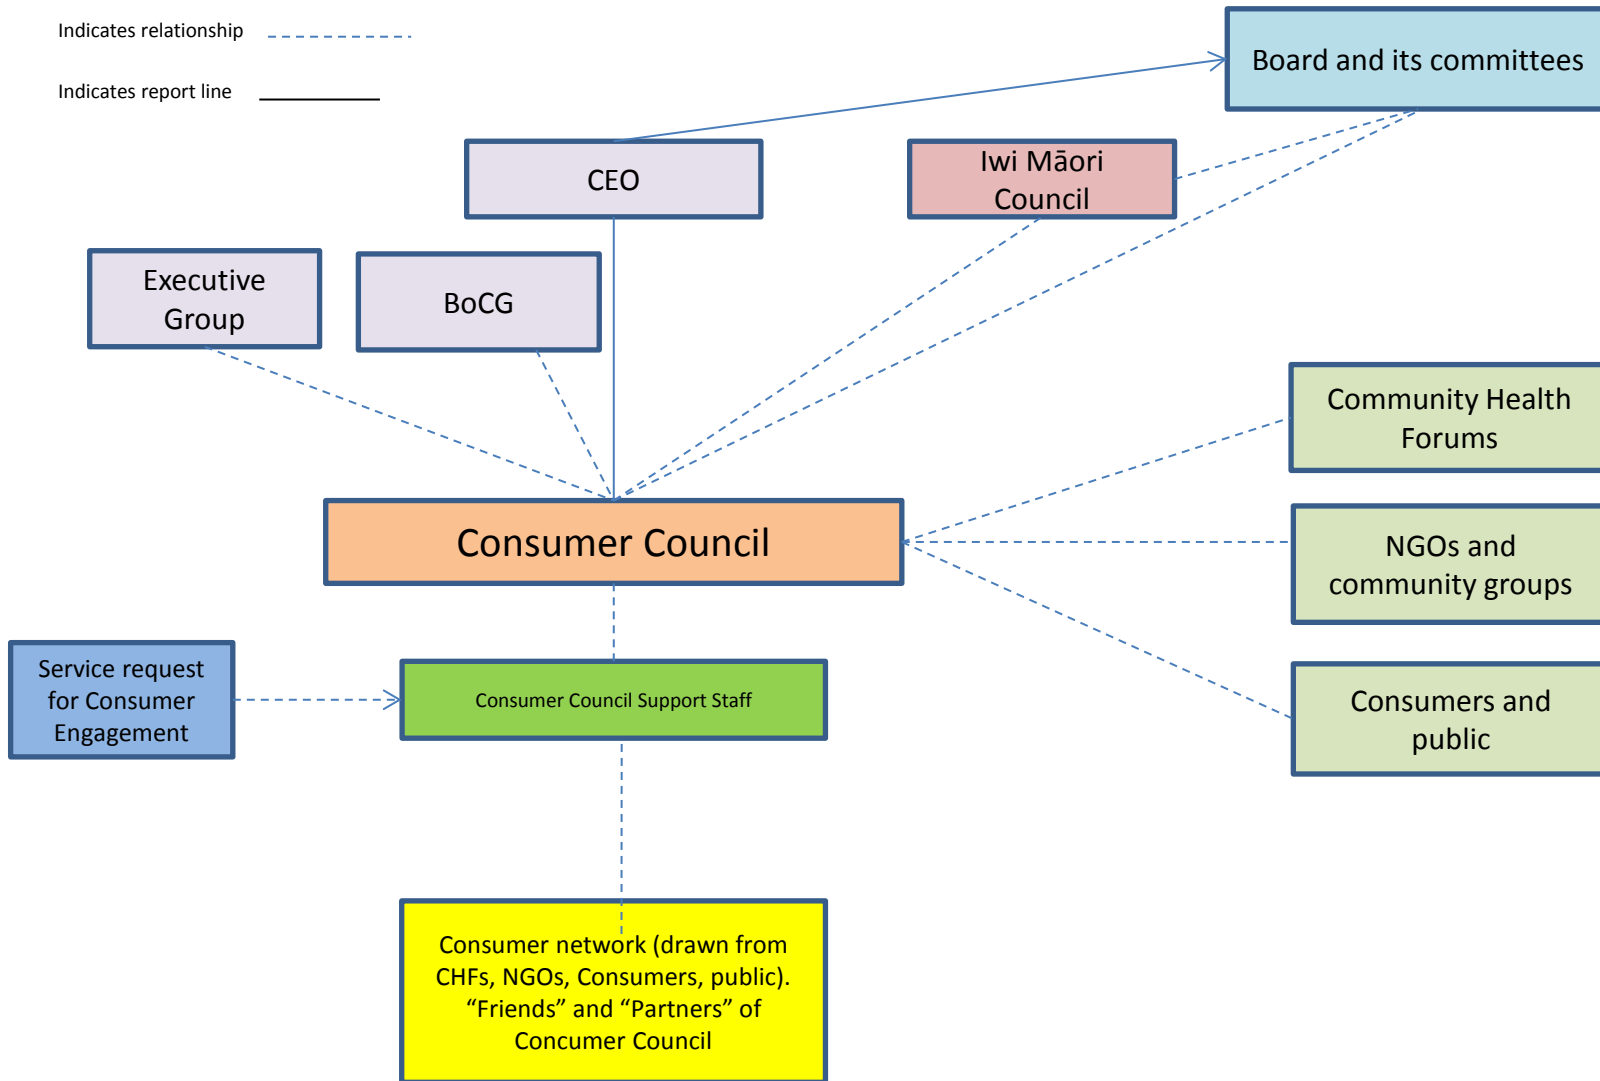 Indicates relationship
Indicates report line
Board and its committees
CEO
Iwi Māori
Council
Executive
Group
BoCG
Community Health
Forums
Consumer Council
NGOs and
community groups
Service request
for Consumer
Engagement
Consumer Council Support Staff
Consumers and
public
Consumer network (drawn from
CHFs, NGOs, Consumers, public).
“Friends” and “Partners” of
Concumer Council